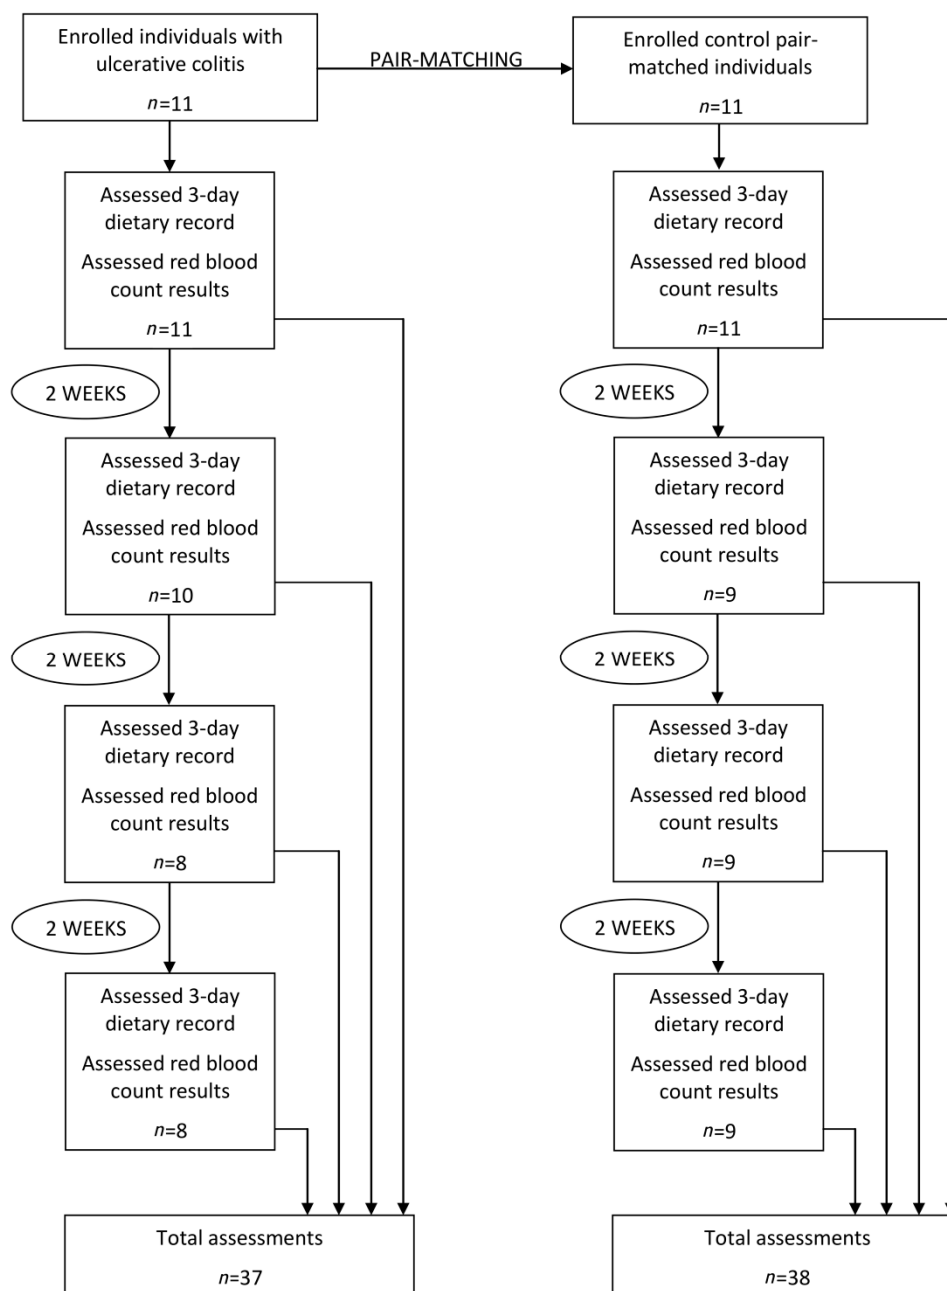 Enrolled individuals with
ulcerative colitis
n=11
PAIR-MATCHING
Enrolled control pair-
matched individuals
n=11
Assessed 3-day
dietary record
Assessed red blood
count results
n=11
Assessed 3-day
dietary record
Assessed red blood
count results
n=11
2 WEEKS
2 WEEKS
Assessed 3-day
dietary record
Assessed red blood
count results
n=10
Assessed 3-day
dietary record
Assessed red blood
count results
n=9
2 WEEKS
2 WEEKS
Assessed 3-day
dietary record
Assessed red blood
count results
n=8
Assessed 3-day
dietary record
Assessed red blood
count results
n=9
2 WEEKS
2 WEEKS
Assessed 3-day
dietary record
Assessed red blood
count results
n=8
Assessed 3-day
dietary record
Assessed red blood
count results
n=9
Total assessments
n=37
Total assessments
n=38